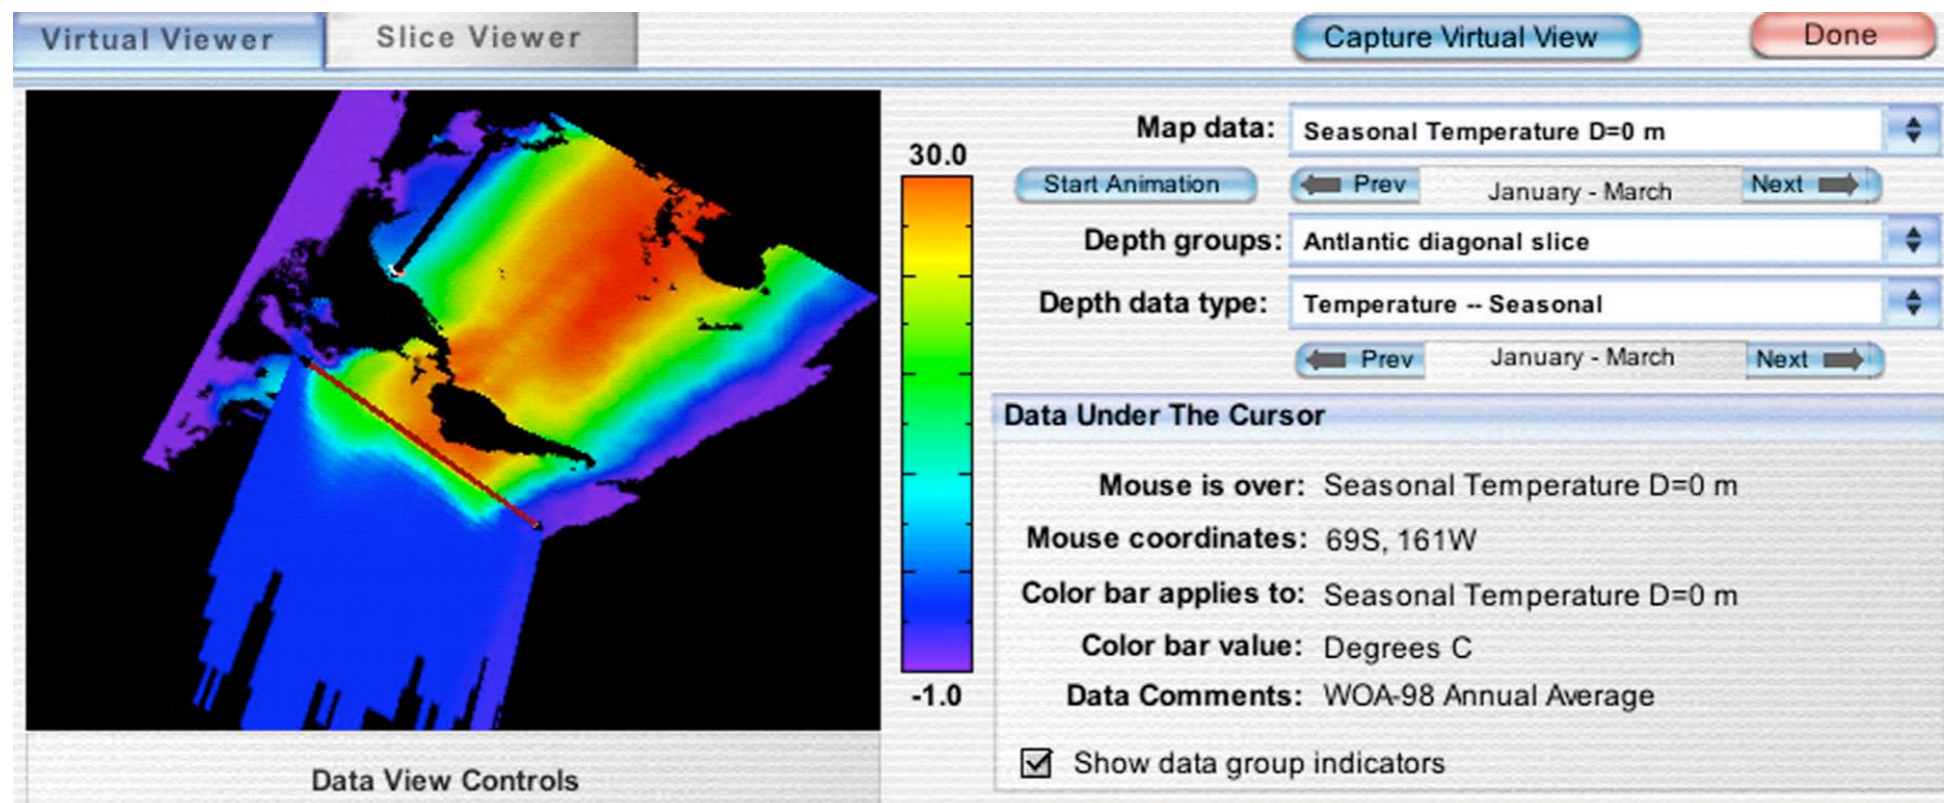 Virtual Viewer
Slice Viewer
Capture Virtual View
Done
30.0
-1.0
Data View Controls
Map data: Seasonal Temperature D=0 m
Start Animation
Prev January - March Next
Depth groups: Antlantic diagonal slice
Depth data type: Temperature -- Seasonal
Prev January - March Next
Data Under The Cursor
Mouse is over: Seasonal Temperature D=0 m
Mouse coordinates: 69S, 161W
Color bar applies to: Seasonal Temperature D=0 m
Color bar value: Degrees C
Data Comments: WOA-98 Annual Average
Show data group indicators